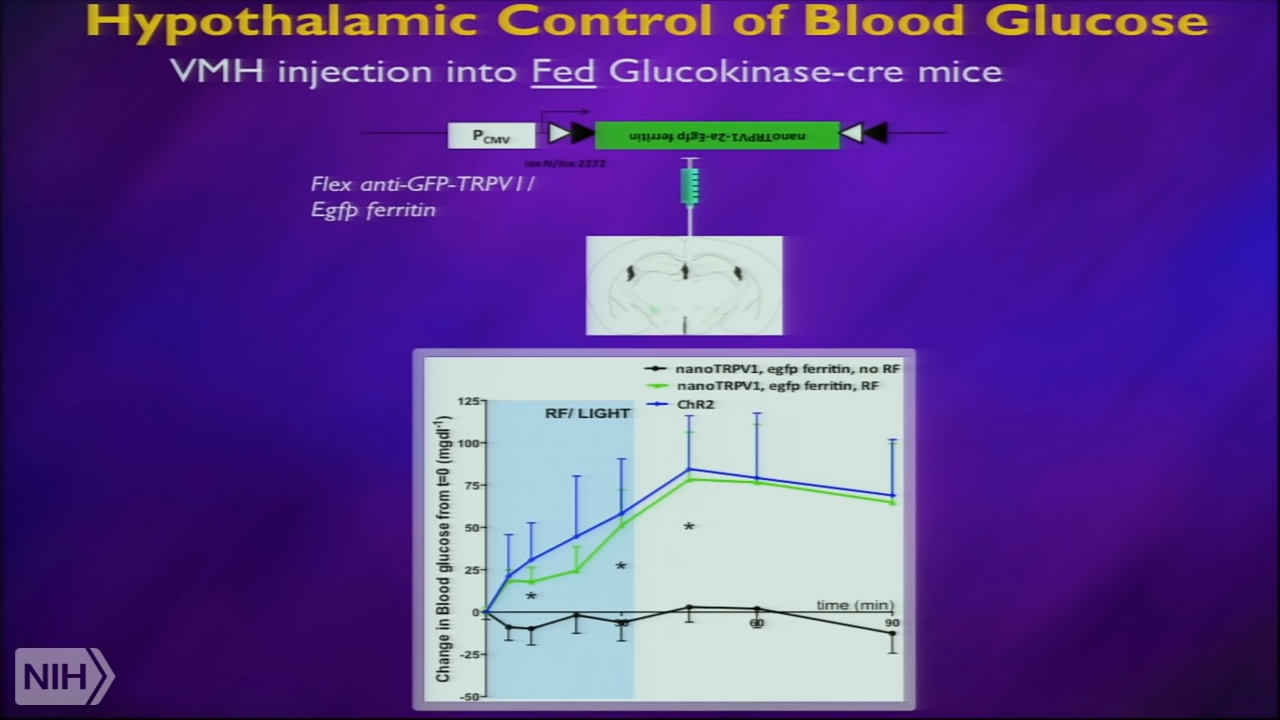 Hypothalamic Control of Blood Glucose
VMH injection into Fed Glucokinase-cre mice
PCMV
nanoTRPV1-2a-Egfp ferritin
lox N/lox 2272
Flex anti-GFP-TRPV1/
Egfp ferritin
nanoTRPV1, egfp ferritin, no RF
nanoTRPV1, egfp ferritin, RF
ChR2
RF/ LIGHT
Change in Blood glucose from t=0 (mgdl-1)
125
100
75
50
25
0
-25
-50
*
*
*
time (min)
30
60
90
NIH